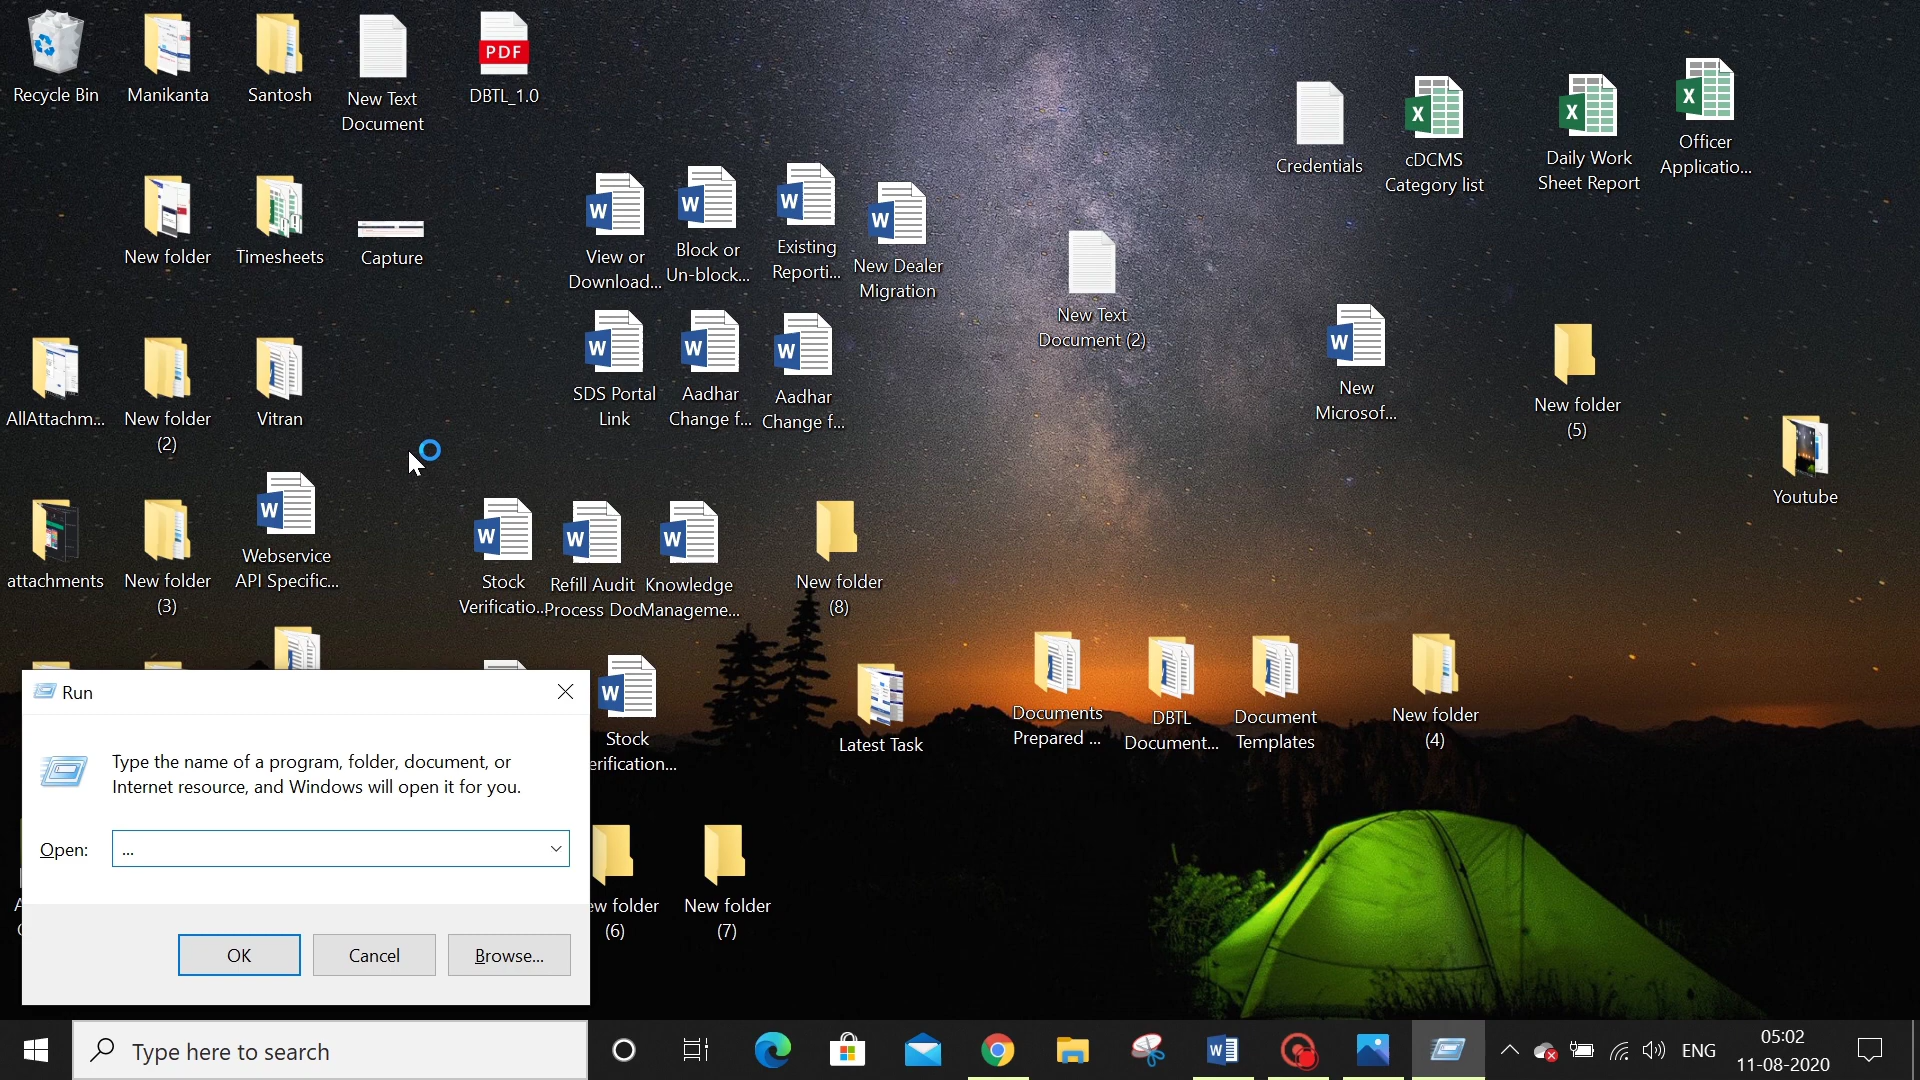 Recycle Bin
Manikanta
Santosh
New Text
Document
PDF
DBTL_1.0
Credentials
cDCMS
Category list
Daily Work
Sheet Report
Officer
Applicatio...
New folder
Timesheets
Capture
View or
Download...
Block or
Un-block...
Existing
Reporti...
New Dealer
Migration
New Text
Document (2)
AllAttachm...
New folder
(2)
Vitran
SDS Portal
Link
Aadhar
Change f...
Aadhar
Change f...
New
Microsof...
New folder
(5)
Youtube
attachments
New folder
(3)
Webservice
API Specific...
Stock
Verificatio...
Refill Audit
Process Doc
Knowledge
Manageme...
New folder
(8)
Stock
erification...
Latest Task
Documents
Prepared ...
DBTL
Document...
Document
Templates
New folder
(4)
ew folder
(6)
New folder
(7)
Run
Type the name of a program, folder, document, or
Internet resource, and Windows will open it for you.
Open:
...
OK
Cancel
Browse...
Type here to search
ENG
05:02
11-08-2020